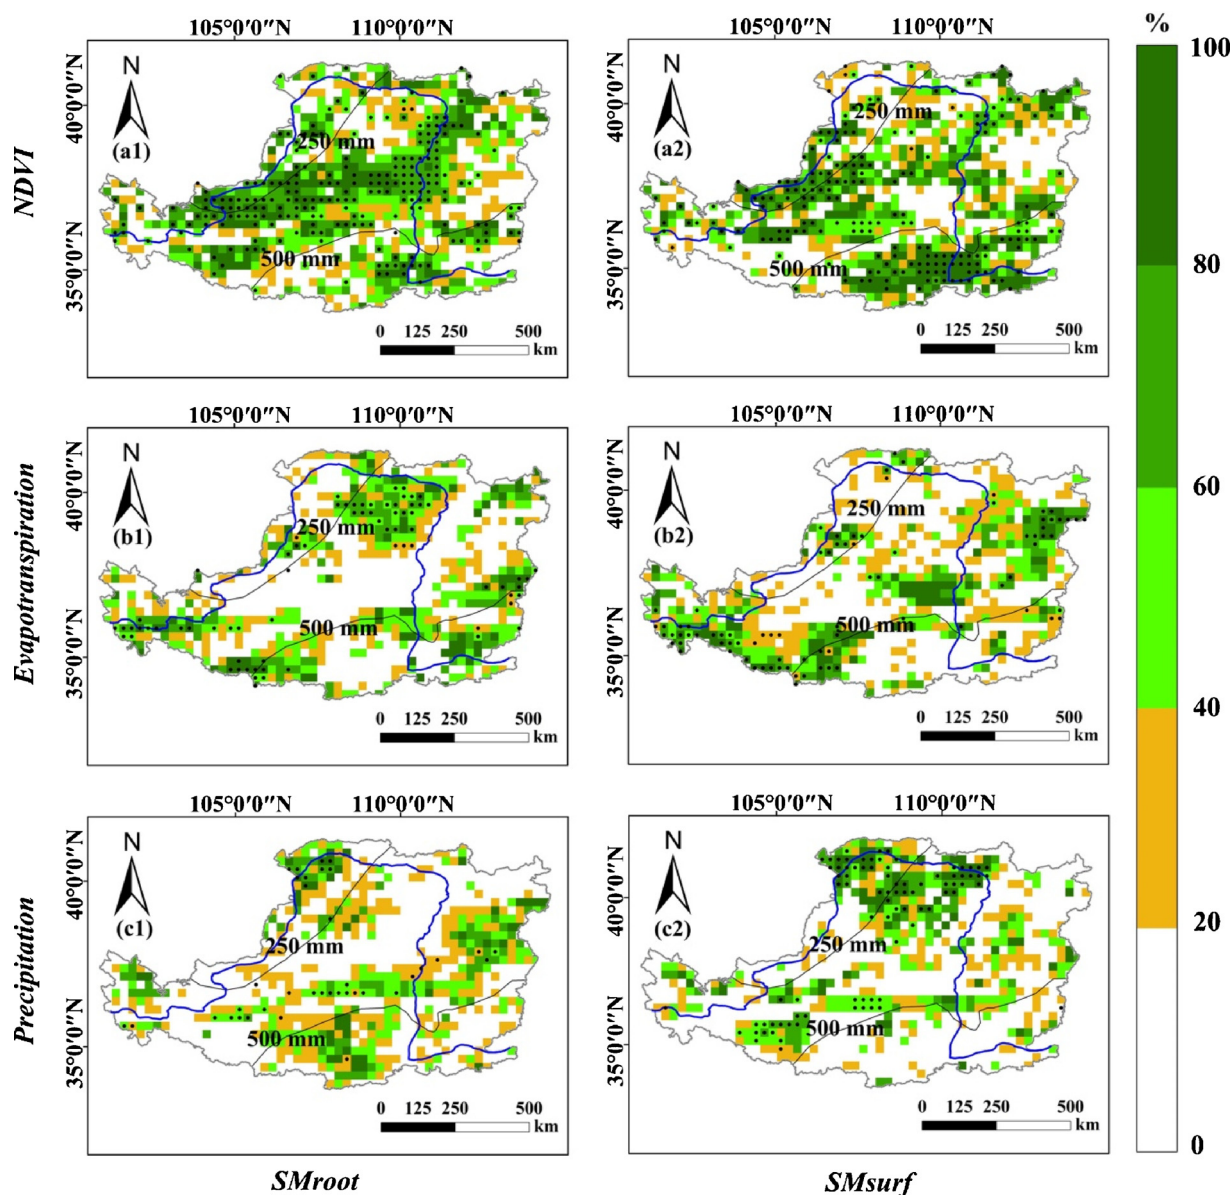 105°0′0″E 110°0′0″N 105°0′0″N 110°0′0″N %
100
N N
40°0′0″N 40°0′0″N
250 mm 250 mm
(a1) (a2)
NDVI
500 mm 500 mm
35°0′0″N 35°0′0″N
80
0 125 250 500 0 125 250 500
km km
105°0′0″N 110°0′0″N 105°0′0″N 110°0′0″N
N N
60
40°0′0″N 40°0′0″N
250 mm 250 mm
(b1) (b2)
Evapotranspiration
500 mm 500 mm
35°0′0″N 35°0′0″N
40
0 125 250 500 0 125 250 500
km km
105°0′0″N 110°0′0″N 105°0′0″N 110°0′0″N
N N
40°0′0″N 40°0′0″N
20
(c1) 250 mm (c2) 250 mm
Precipitation
500 mm 500 mm
35°0′0″N 35°0′0″N
0 125 250 500 0 125 250 500
km km
0
SMroot SMsurf